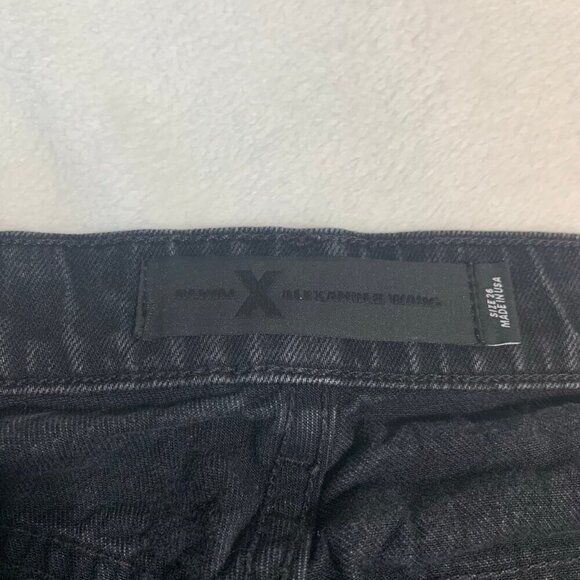 DENIM X ALEXANDER WANG
SIZE 26
MADE IN USA